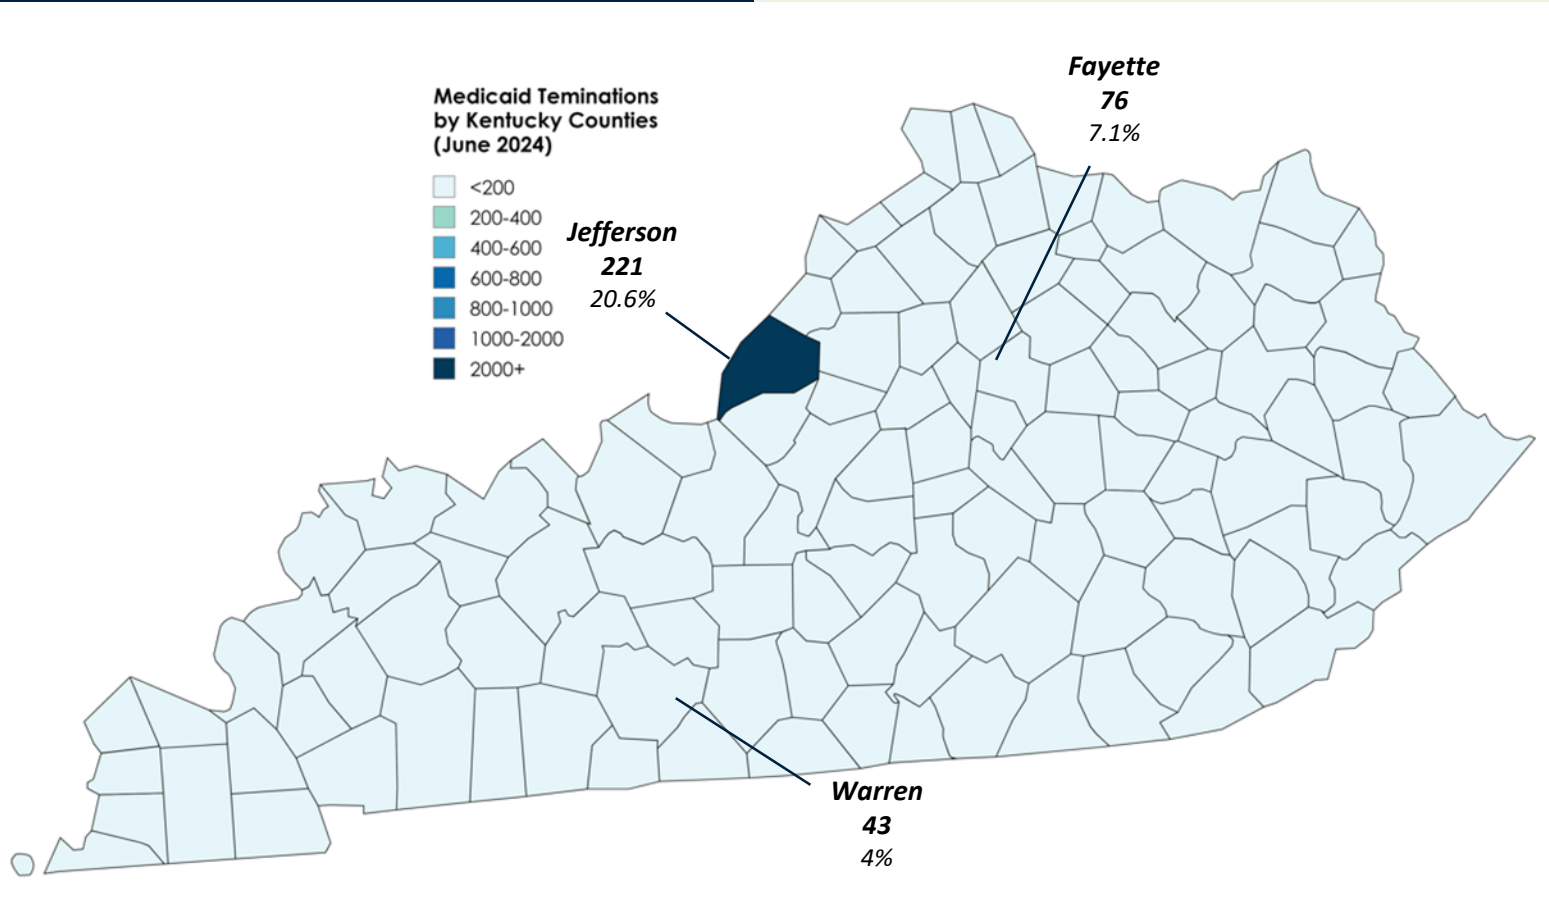 Medicaid Teminations
by Kentucky Counties
(June 2024)
<200
200-400
400-600
600-800
800-1000
1000-2000
2000+
Jefferson
221
20.6%
Fayette
76
7.1%
Warren
43
4%